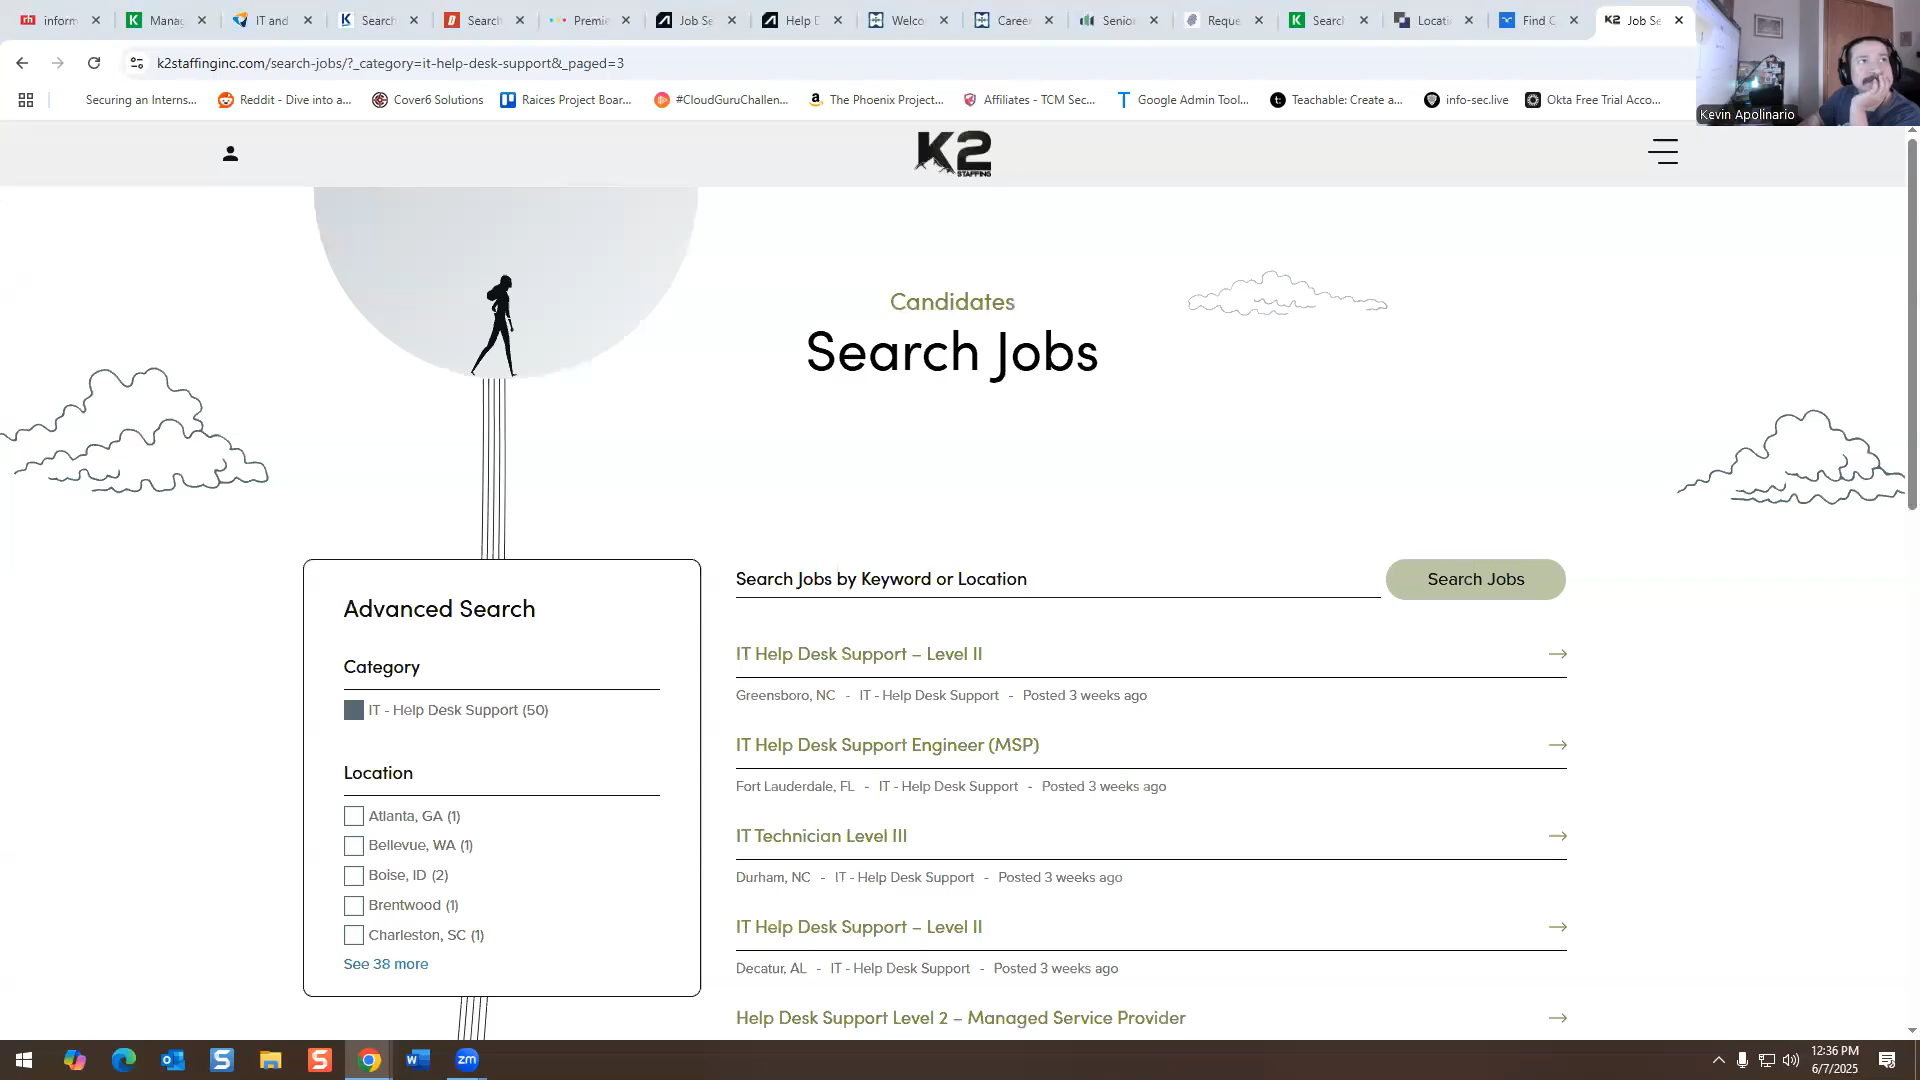 inform
Manag
IT and
Search
Search
Premie
Job Se
Help D
Welco
Career
Senior
Reque
Search
Locati
Find C
K2 Job Se
k2staffinginc.com/search-jobs/?_category=it-help-desk-support&_paged=3
Securing an Interns...
Reddit - Dive into a...
Cover6 Solutions
Raices Project Boar...
#CloudGuruChallen...
The Phoenix Project...
Affiliates - TCM Sec...
Google Admin Tool...
Teachable: Create a...
info-sec.live
Okta Free Trial Acco...
Kevin Apolinario
K2
STAFFING
Candidates
Search Jobs
Advanced Search
Category
IT - Help Desk Support (50)
Location
Atlanta, GA (1)
Bellevue, WA (1)
Boise, ID (2)
Brentwood (1)
Charleston, SC (1)
See 38 more
Search Jobs by Keyword or Location
Search Jobs
IT Help Desk Support – Level II
Greensboro, NC - IT - Help Desk Support - Posted 3 weeks ago
IT Help Desk Support Engineer (MSP)
Fort Lauderdale, FL - IT - Help Desk Support - Posted 3 weeks ago
IT Technician Level III
Durham, NC - IT - Help Desk Support - Posted 3 weeks ago
IT Help Desk Support – Level II
Decatur, AL - IT - Help Desk Support - Posted 3 weeks ago
Help Desk Support Level 2 – Managed Service Provider
zm
12:36 PM
6/7/2025